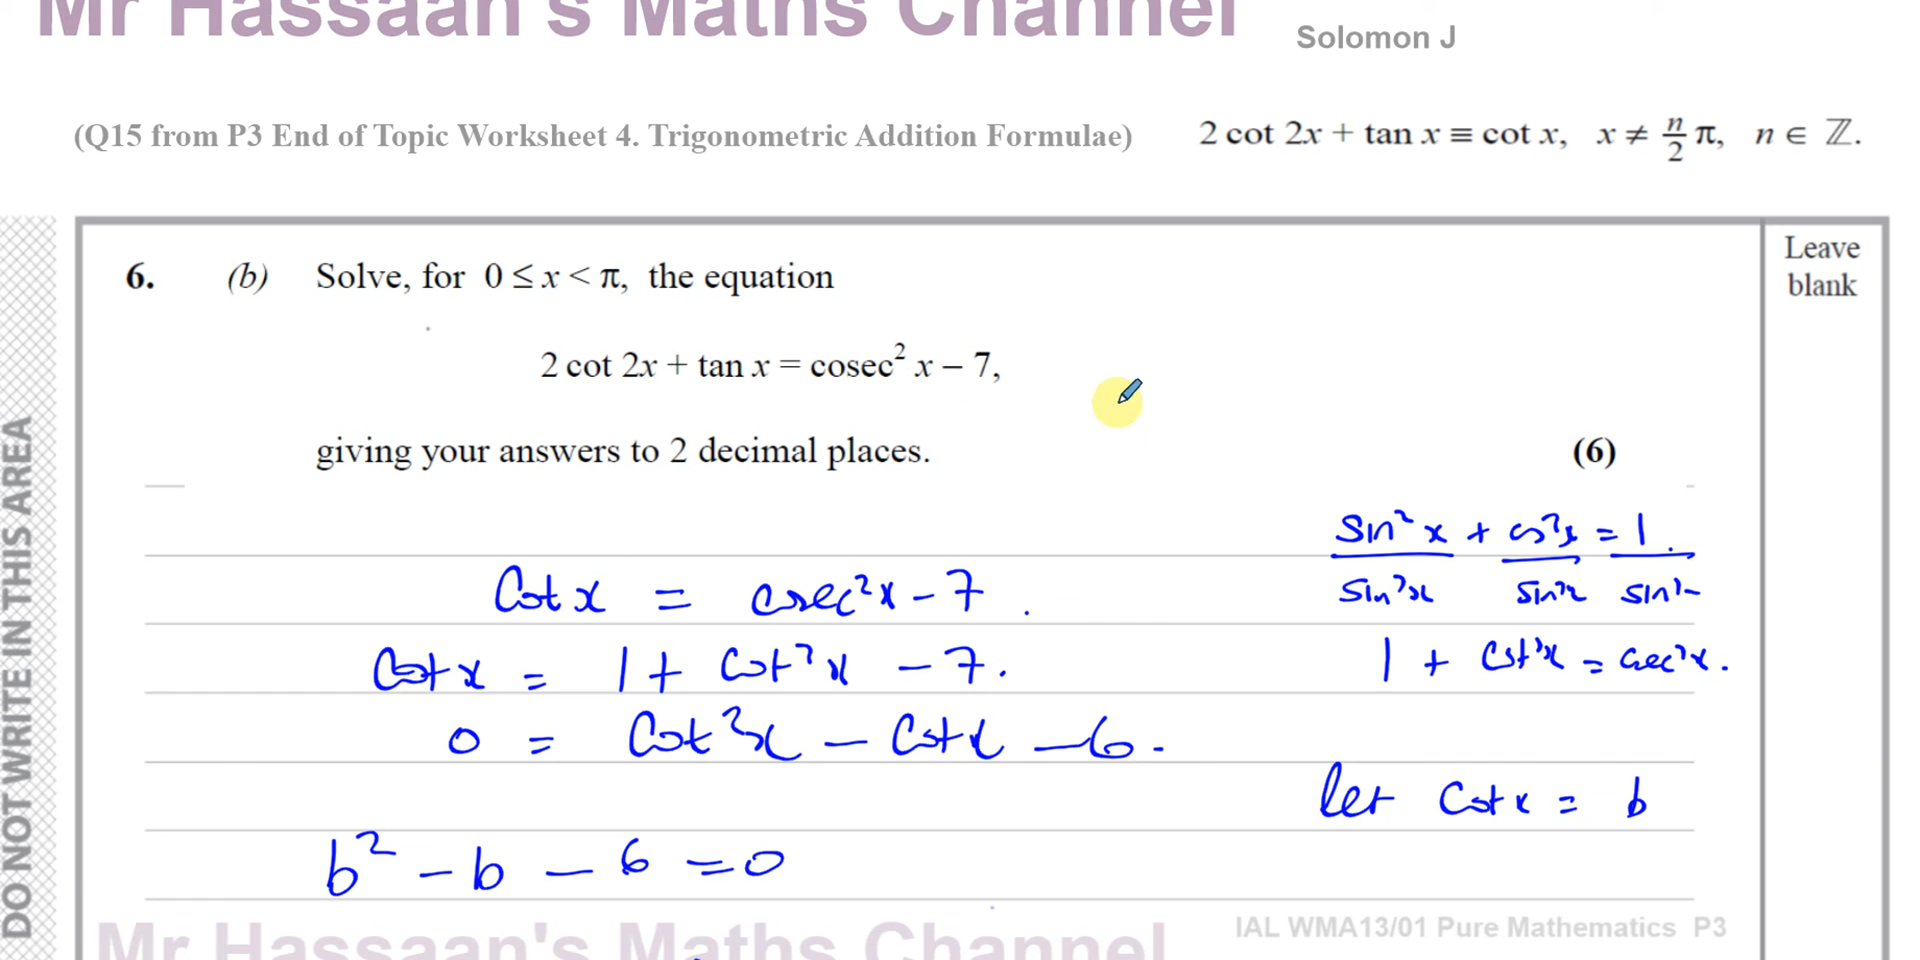 Mr Hassaan's Maths Channel
Solomon J
(Q15 from P3 End of Topic Worksheet 4. Trigonometric Addition Formulae) 2 cot 2x + tan x ≡ cot x, x ≠ n/2 π, n ∈ ℤ.
Leave blank
6. (b) Solve, for 0 ≤ x < π, the equation
2 cot 2x + tan x = cosec² x – 7,
giving your answers to 2 decimal places.
(6)
Cot x = cosec²x – 7.
Cot x = 1 + cot²x – 7.
0 = Cot²x – Cot x – 6.
b² – b – 6 = 0
sin²x + cos²x = 1
sin²x sin²x sin²x
1 + cot²x = cosec²x.
let Cot x = b
DO NOT WRITE IN THIS AREA
Mr Hassaan's Maths Channel
IAL WMA13/01 Pure Mathematics P3